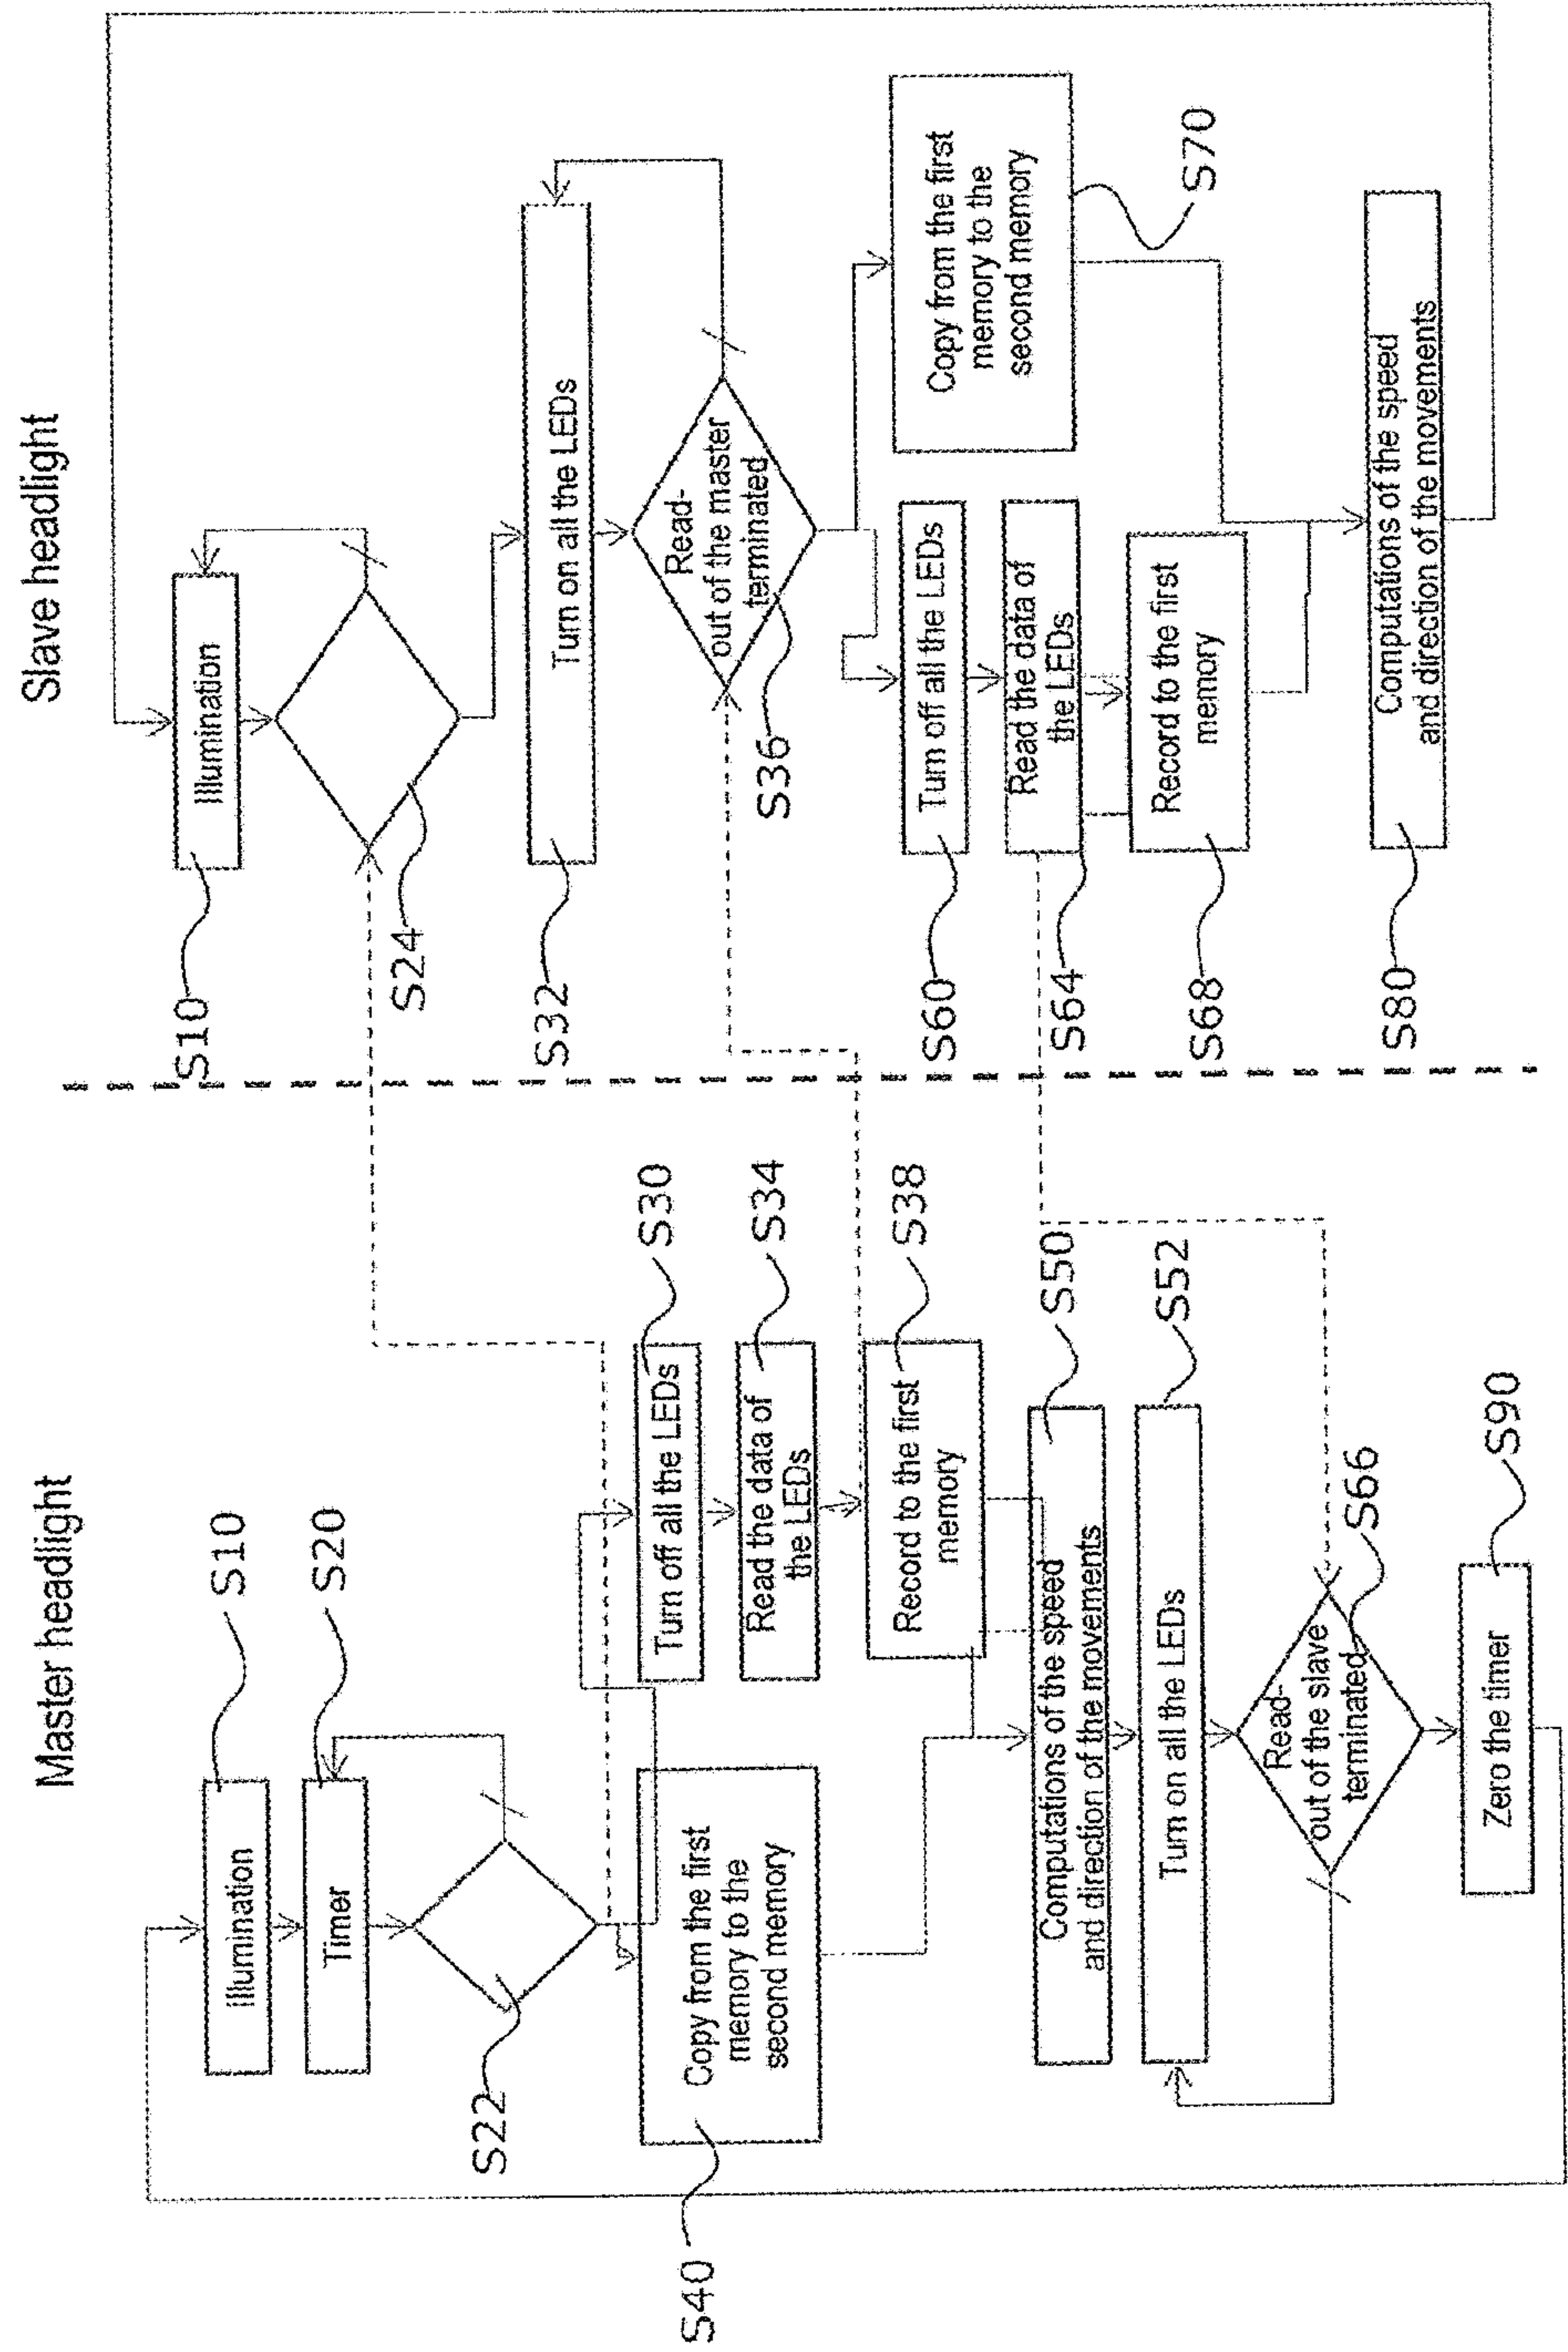 Master headlight
S10
Illumination
S20
Timer
S22
S40
Copy from the first
memory to the
second memory
S30
Turn off all the LEDs
S34
Read the data of
the LEDs
S38
Record to the first
memory
S50
Computations of the speed
and direction of the movements
S52
Turn on all the LEDs
Read-
out of the slave
terminated
S66
Zero the timer
S90
Slave headlight
S10
Illumination
S24
S32
Turn on all the LEDs
Read-
out of the master
terminated
S36
S60
Turn off all the LEDs
S64
Read the data of
the LEDs
S68
Record to the first
memory
Copy from the first
memory to the
second memory
S70
S80
Computations of the speed
and direction of the movements